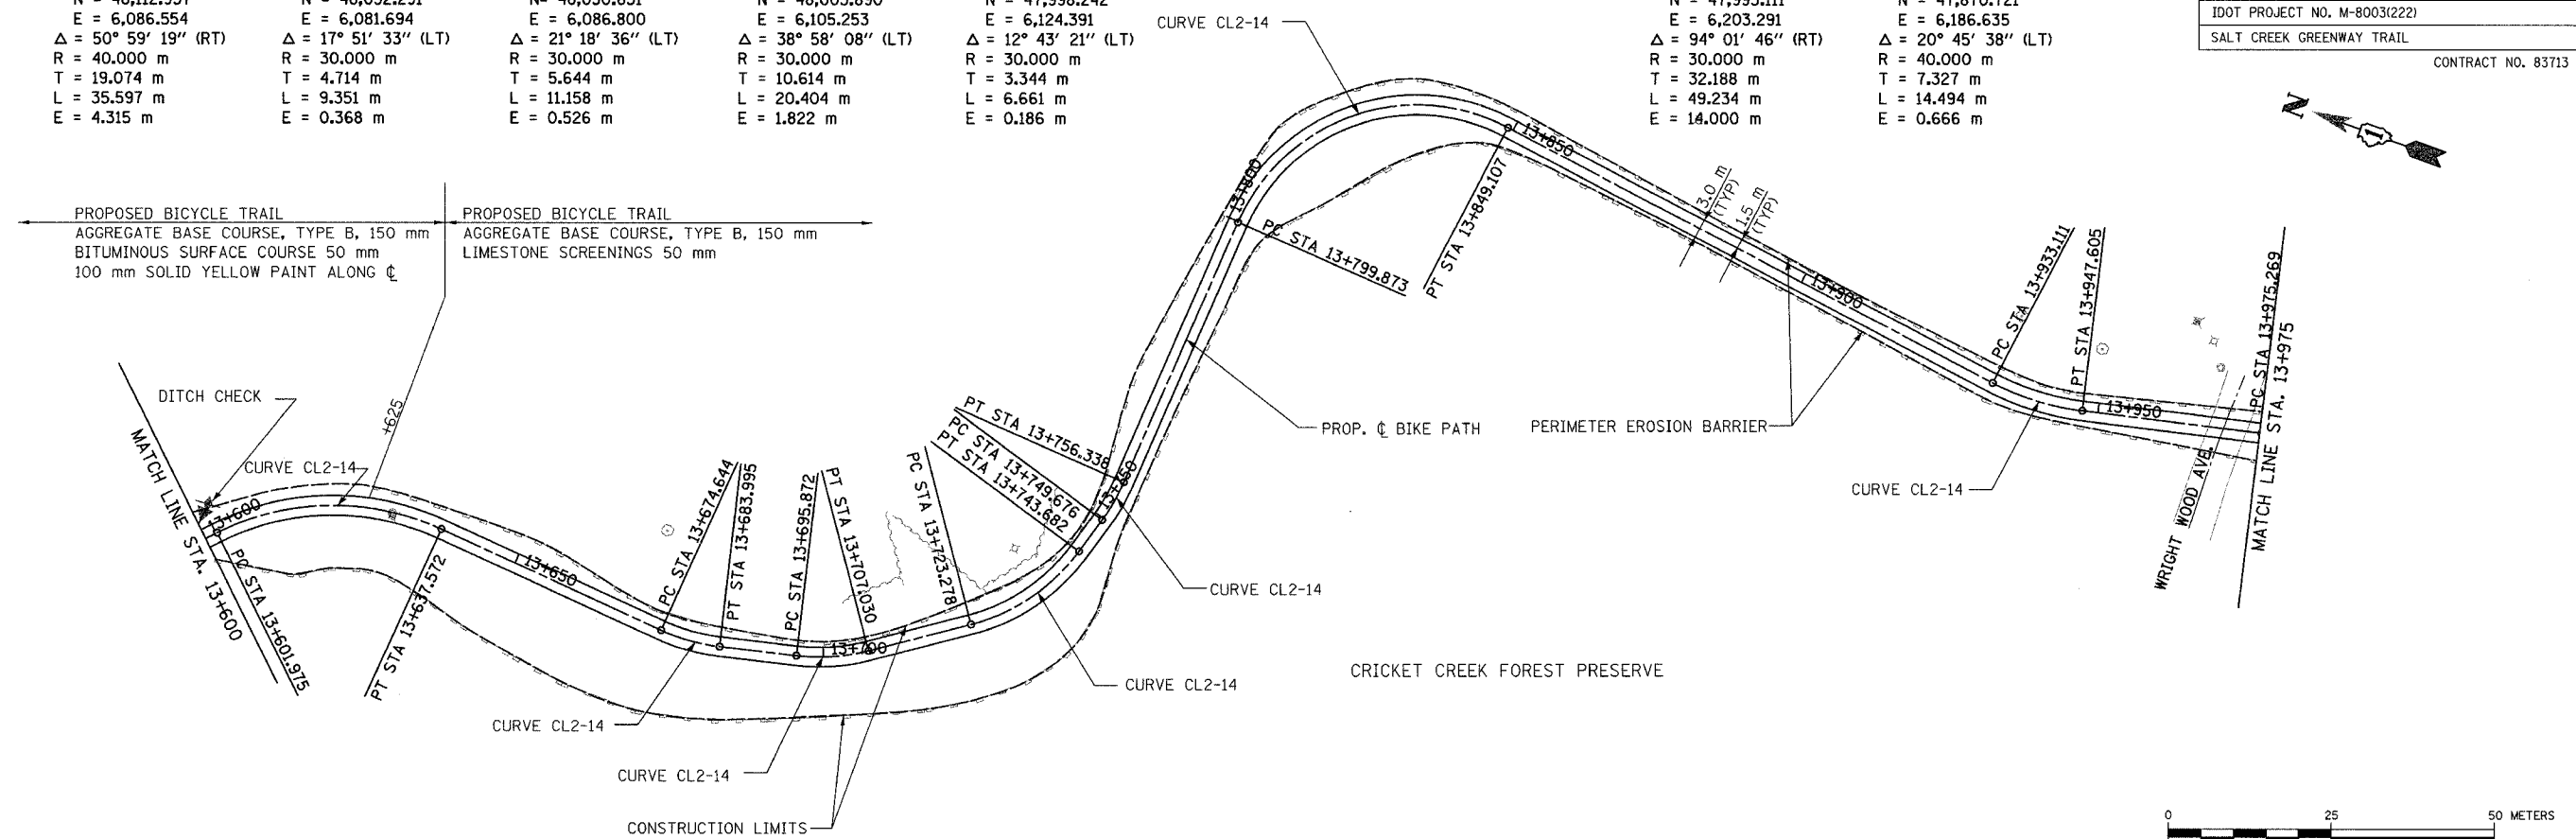 E = 6,086.554
Δ = 50° 59' 19" (RT)
R = 40.000 m
T = 19.074 m
L = 35.597 m
E = 4.315 m
E = 6,081.694
Δ = 17° 51' 33" (LT)
R = 30.000 m
T = 4.714 m
L = 9.351 m
E = 0.368 m
E = 6,086.800
Δ = 21° 18' 36" (LT)
R = 30.000 m
T = 5.644 m
L = 11.158 m
E = 0.526 m
E = 6,105.253
Δ = 38° 58' 08" (LT)
R = 30.000 m
T = 10.614 m
L = 20.404 m
E = 1.822 m
E = 6,124.391
Δ = 12° 43' 21" (LT)
R = 30.000 m
T = 3.344 m
L = 6.661 m
E = 0.186 m
CURVE CL2-14
E = 6,203.291
Δ = 94° 01' 46" (RT)
R = 30.000 m
T = 32.188 m
L = 49.234 m
E = 14.000 m
E = 6,186.635
Δ = 20° 45' 38" (LT)
R = 40.000 m
T = 7.327 m
L = 14.494 m
E = 0.666 m
IDOT PROJECT NO. M-8003(222)
SALT CREEK GREENWAY TRAIL
CONTRACT NO. 83713
N
1
PROPOSED BICYCLE TRAIL
AGGREGATE BASE COURSE, TYPE B, 150 mm
BITUMINOUS SURFACE COURSE 50 mm
100 mm SOLID YELLOW PAINT ALONG ℄
PROPOSED BICYCLE TRAIL
AGGREGATE BASE COURSE, TYPE B, 150 mm
LIMESTONE SCREENINGS 50 mm
DITCH CHECK
+625
CURVE CL2-14
MATCH LINE STA. 13+600
13+600
PC STA 13+601.975
PT STA 13+637.572
13+650
PC STA 13+674.644
PT STA 13+683.995
PC STA 13+695.872
13+700
PT STA 13+707.030
PC STA 13+723.278
PT STA 13+743.682
PC STA 13+749.676
PT STA 13+756.338
13+750
13+800
PC STA 13+799.873
PT STA 13+849.107
13+850
3.0 m
(TYP)
1.5 m
(TYP)
13+900
PC STA 13+933.111
PT STA 13+947.605
13+950
PC STA 13+975.269
MATCH LINE STA. 13+975
WRIGHT WOOD AVE.
PROP. ℄ BIKE PATH
PERIMETER EROSION BARRIER
CURVE CL2-14
CURVE CL2-14
CURVE CL2-14
CURVE CL2-14
CURVE CL2-14
CONSTRUCTION LIMITS
CRICKET CREEK FOREST PRESERVE
0 25 50 METERS